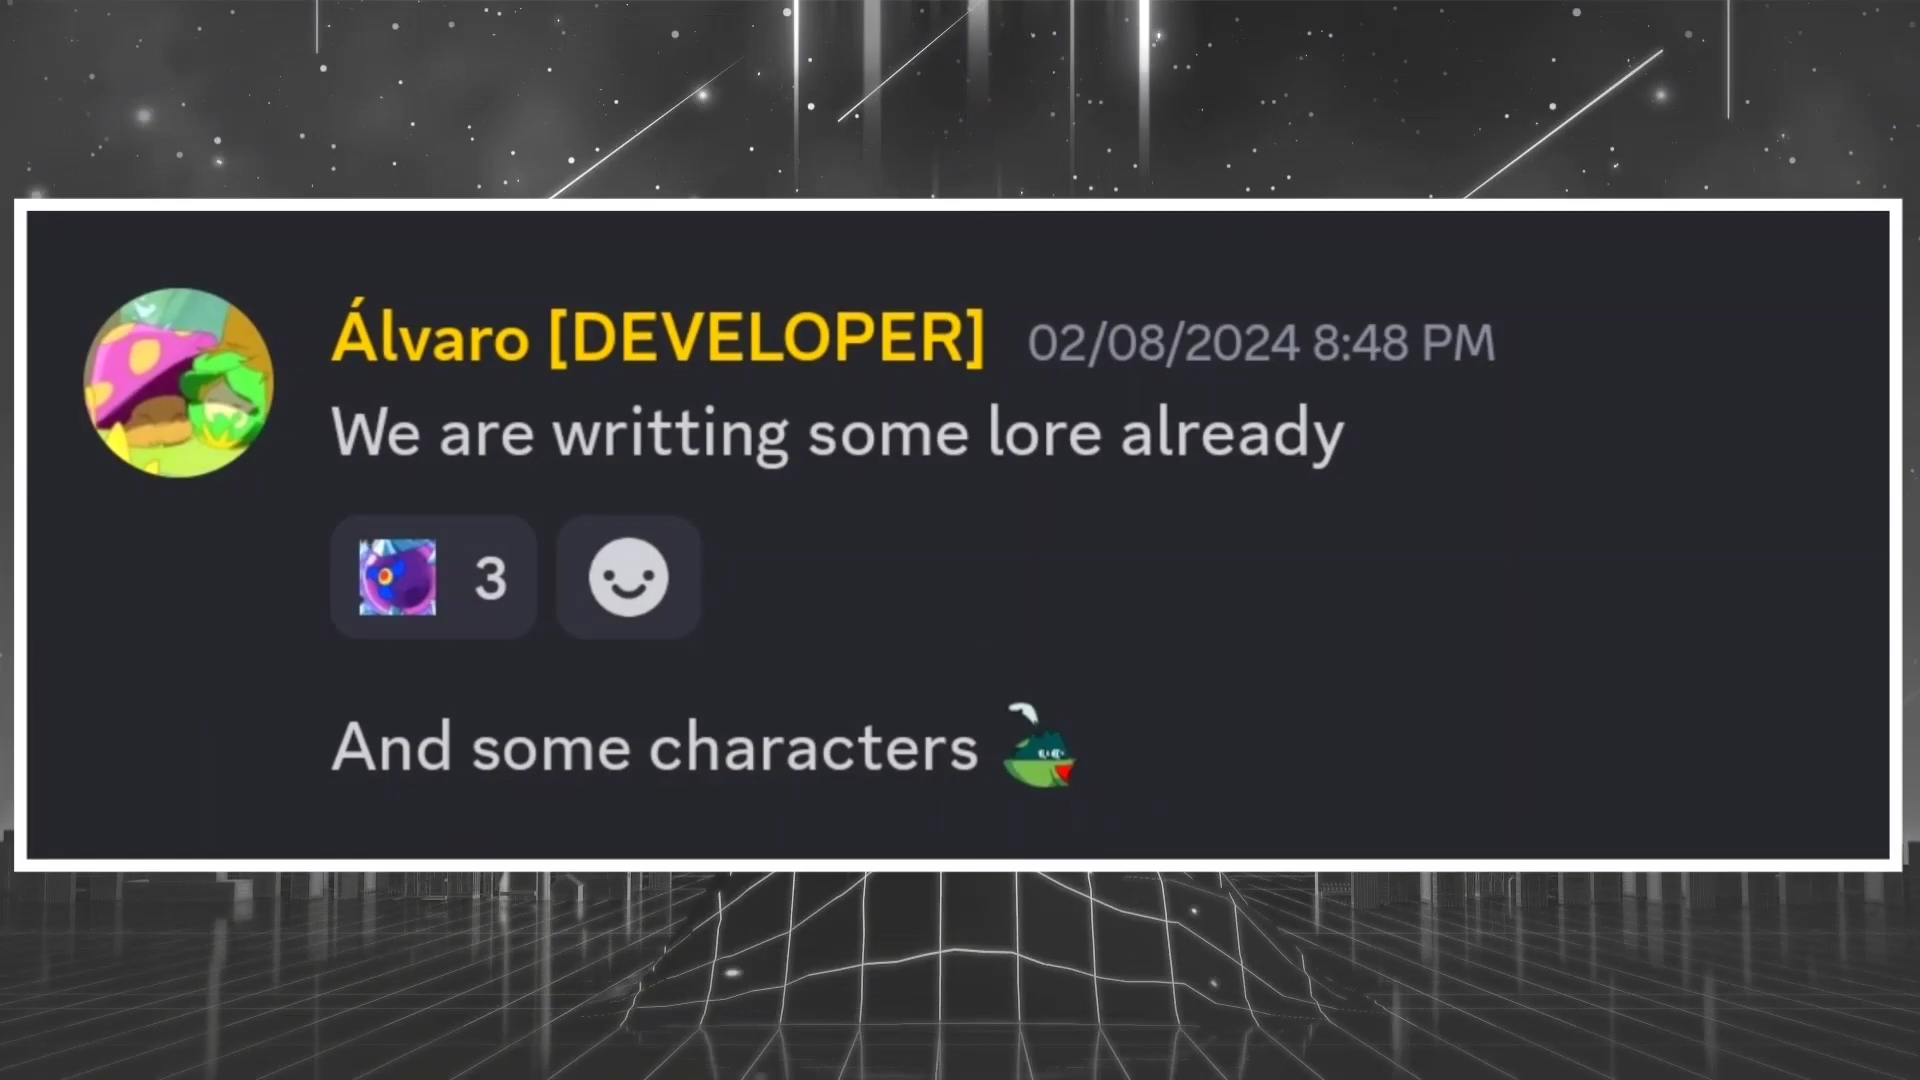 Álvaro [DEVELOPER] 02/08/2024 8:48 PM
We are writting some lore already
3
And some characters